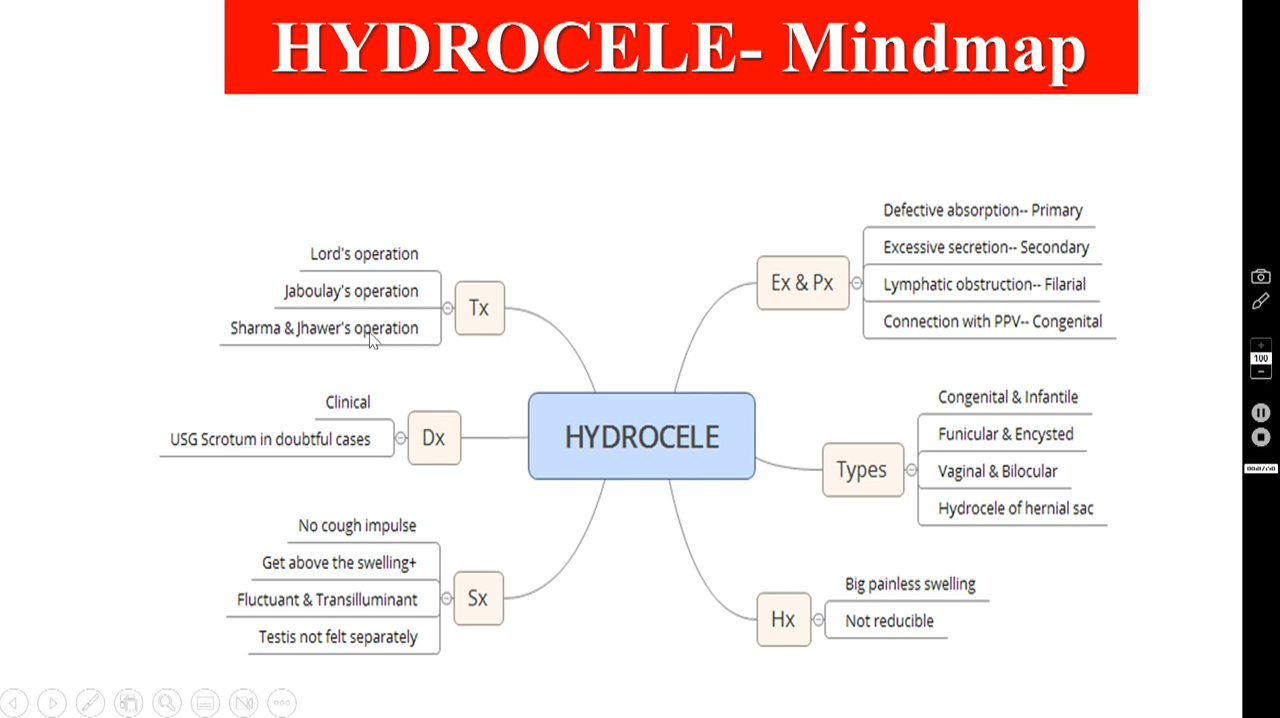 HYDROCELE- Mindmap
Lord's operation
Jaboulay's operation
Sharma & Jhawer's operation
Tx
Clinical
USG Scrotum in doubtful cases
Dx
No cough impulse
Get above the swelling+
Fluctuant & Transilluminant
Testis not felt separately
Sx
HYDROCELE
Ex & Px
Defective absorption-- Primary
Excessive secretion-- Secondary
Lymphatic obstruction-- Filarial
Connection with PPV-- Congenital
Types
Congenital & Infantile
Funicular & Encysted
Vaginal & Bilocular
Hydrocele of hernial sac
Hx
Big painless swelling
Not reducible
100